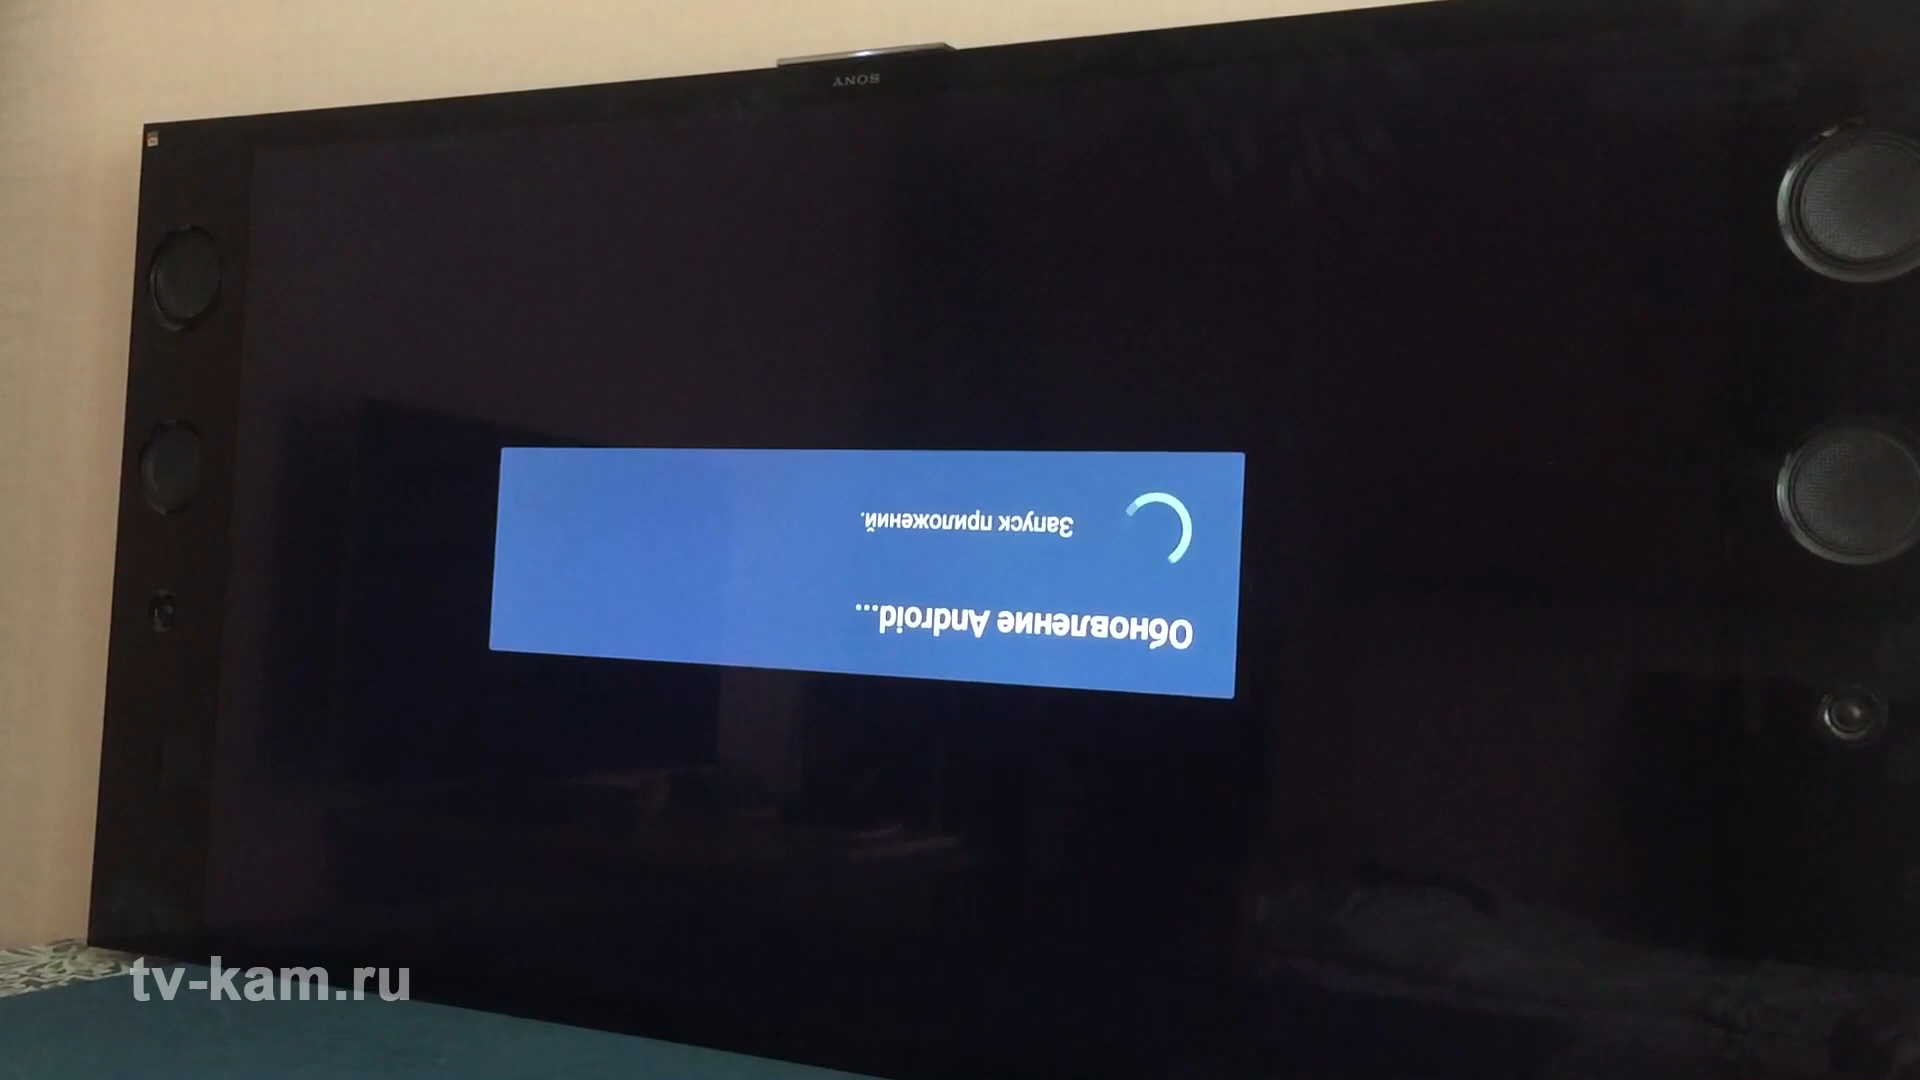 Обновление Android...
Запуск приложений.
SONY
tv-kam.ru